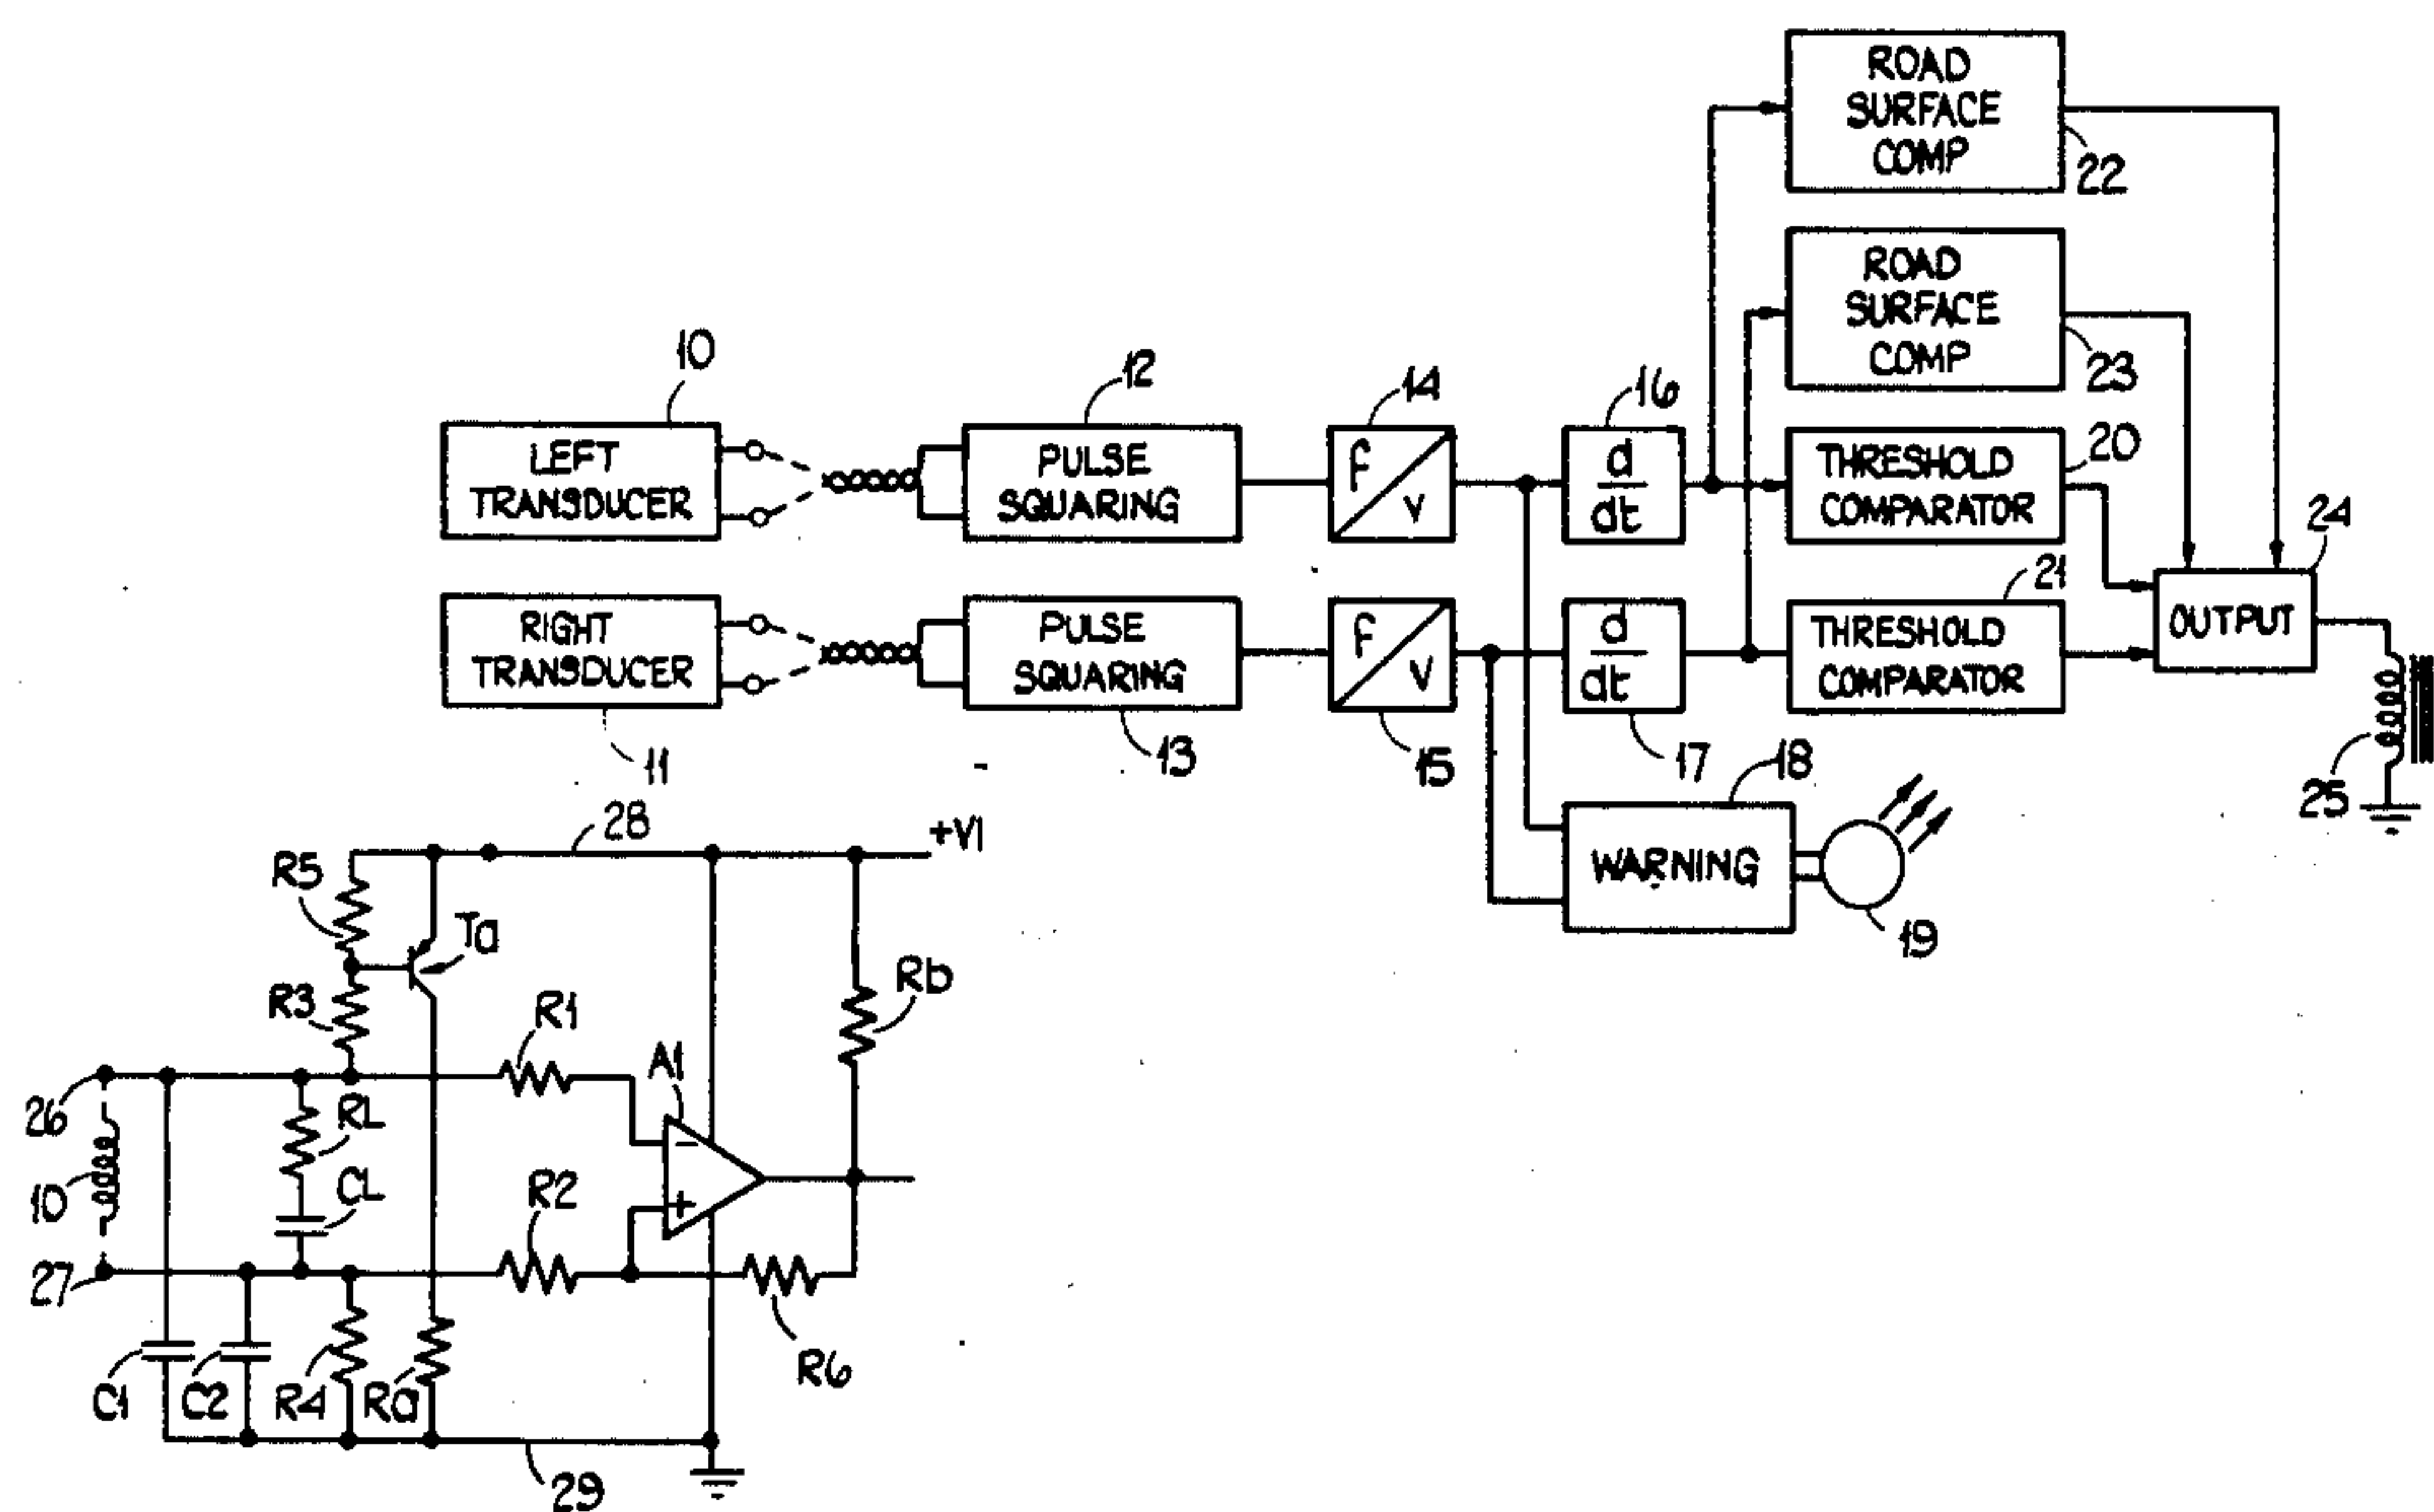 ROAD
SURFACE
COMP
22
ROAD
SURFACE
COMP
23
10
12
14
16
20
24
LEFT
TRANSDUCER
PULSE
SQUARING
f
V
d
dt
THRESHOLD
COMPARATOR
21
RIGHT
TRANSDUCER
PULSE
SQUARING
f
V
d
dt
THRESHOLD
COMPARATOR
OUTPUT
11
13
15
17
18
25
WARNING
19
28
+V1
R5
Ta
R3
R1
A1
Rb
26
RL
10
CL
R2
27
C1
C2
R4
Ra
R6
29